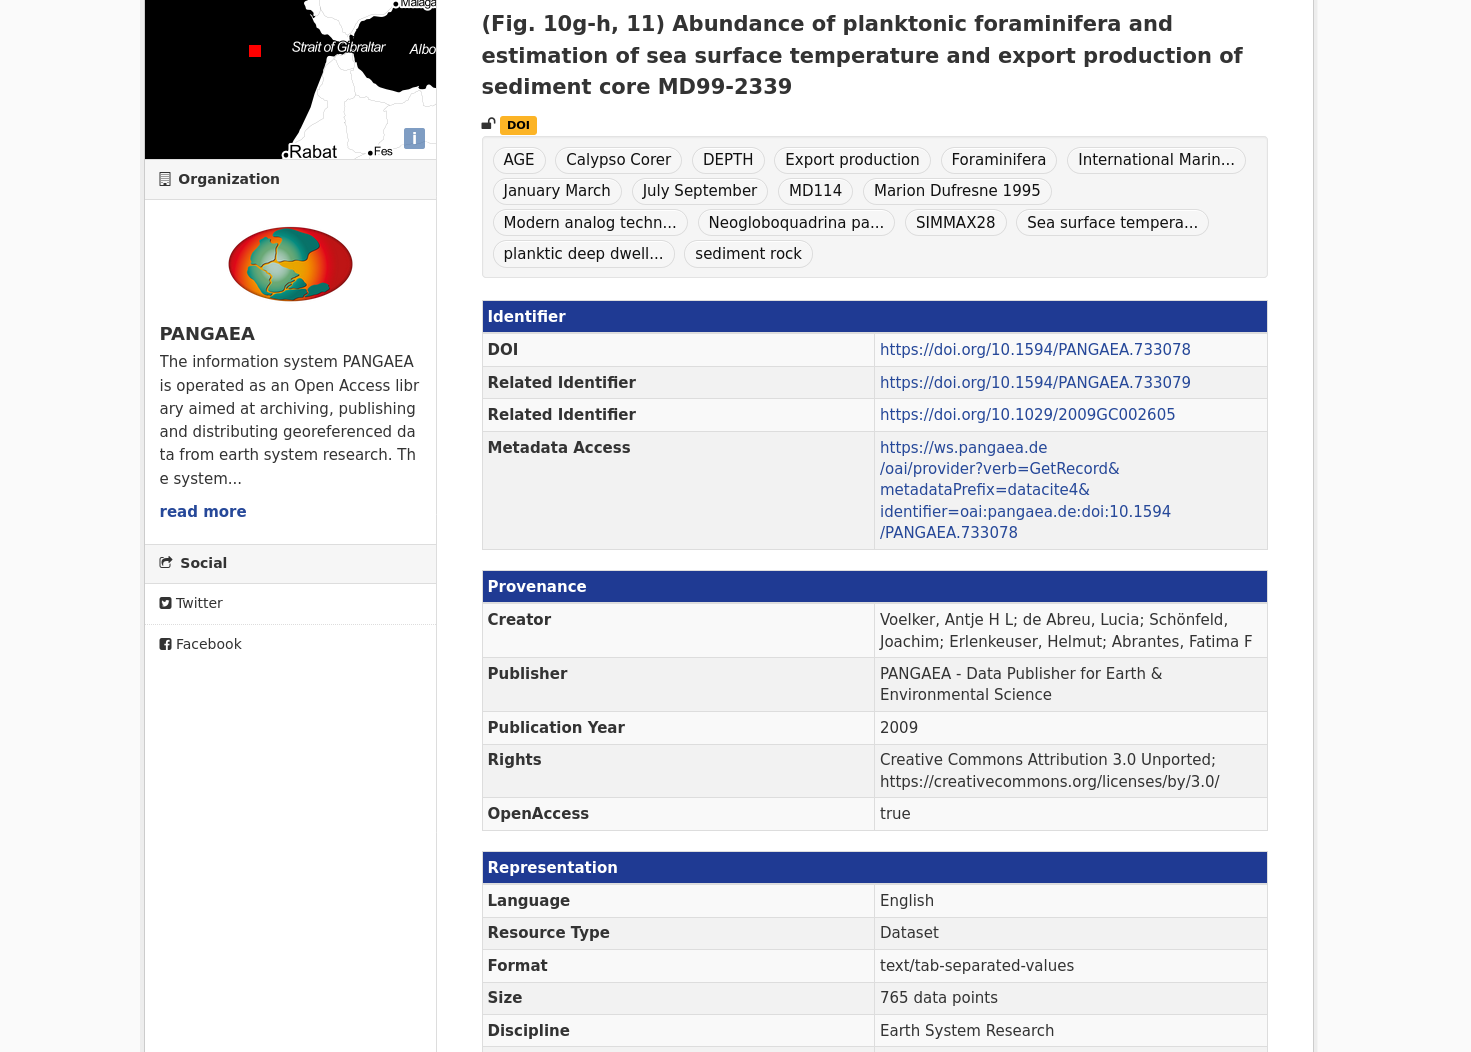 Malaga
Strait of Gibraltar
Albo
i
Rabat
Fes
Organization
PANGAEA
The information system PANGAEA
is operated as an Open Access libr
ary aimed at archiving, publishing
and distributing georeferenced da
ta from earth system research. Th
e system...
read more
Social
Twitter
Facebook
(Fig. 10g-h, 11) Abundance of planktonic foraminifera and
estimation of sea surface temperature and export production of
sediment core MD99-2339
DOI
AGE Calypso Corer DEPTH Export production Foraminifera International Marin...
January March July September MD114 Marion Dufresne 1995
Modern analog techn... Neogloboquadrina pa... SIMMAX28 Sea surface tempera...
planktic deep dwell... sediment rock
Identifier
DOI https://doi.org/10.1594/PANGAEA.733078
Related Identifier https://doi.org/10.1594/PANGAEA.733079
Related Identifier https://doi.org/10.1029/2009GC002605
Metadata Access https://ws.pangaea.de
/oai/provider?verb=GetRecord&
metadataPrefix=datacite4&
identifier=oai:pangaea.de:doi:10.1594
/PANGAEA.733078
Provenance
Creator Voelker, Antje H L; de Abreu, Lucia; Schönfeld,
Joachim; Erlenkeuser, Helmut; Abrantes, Fatima F
Publisher PANGAEA - Data Publisher for Earth &
Environmental Science
Publication Year 2009
Rights Creative Commons Attribution 3.0 Unported;
https://creativecommons.org/licenses/by/3.0/
OpenAccess true
Representation
Language English
Resource Type Dataset
Format text/tab-separated-values
Size 765 data points
Discipline Earth System Research